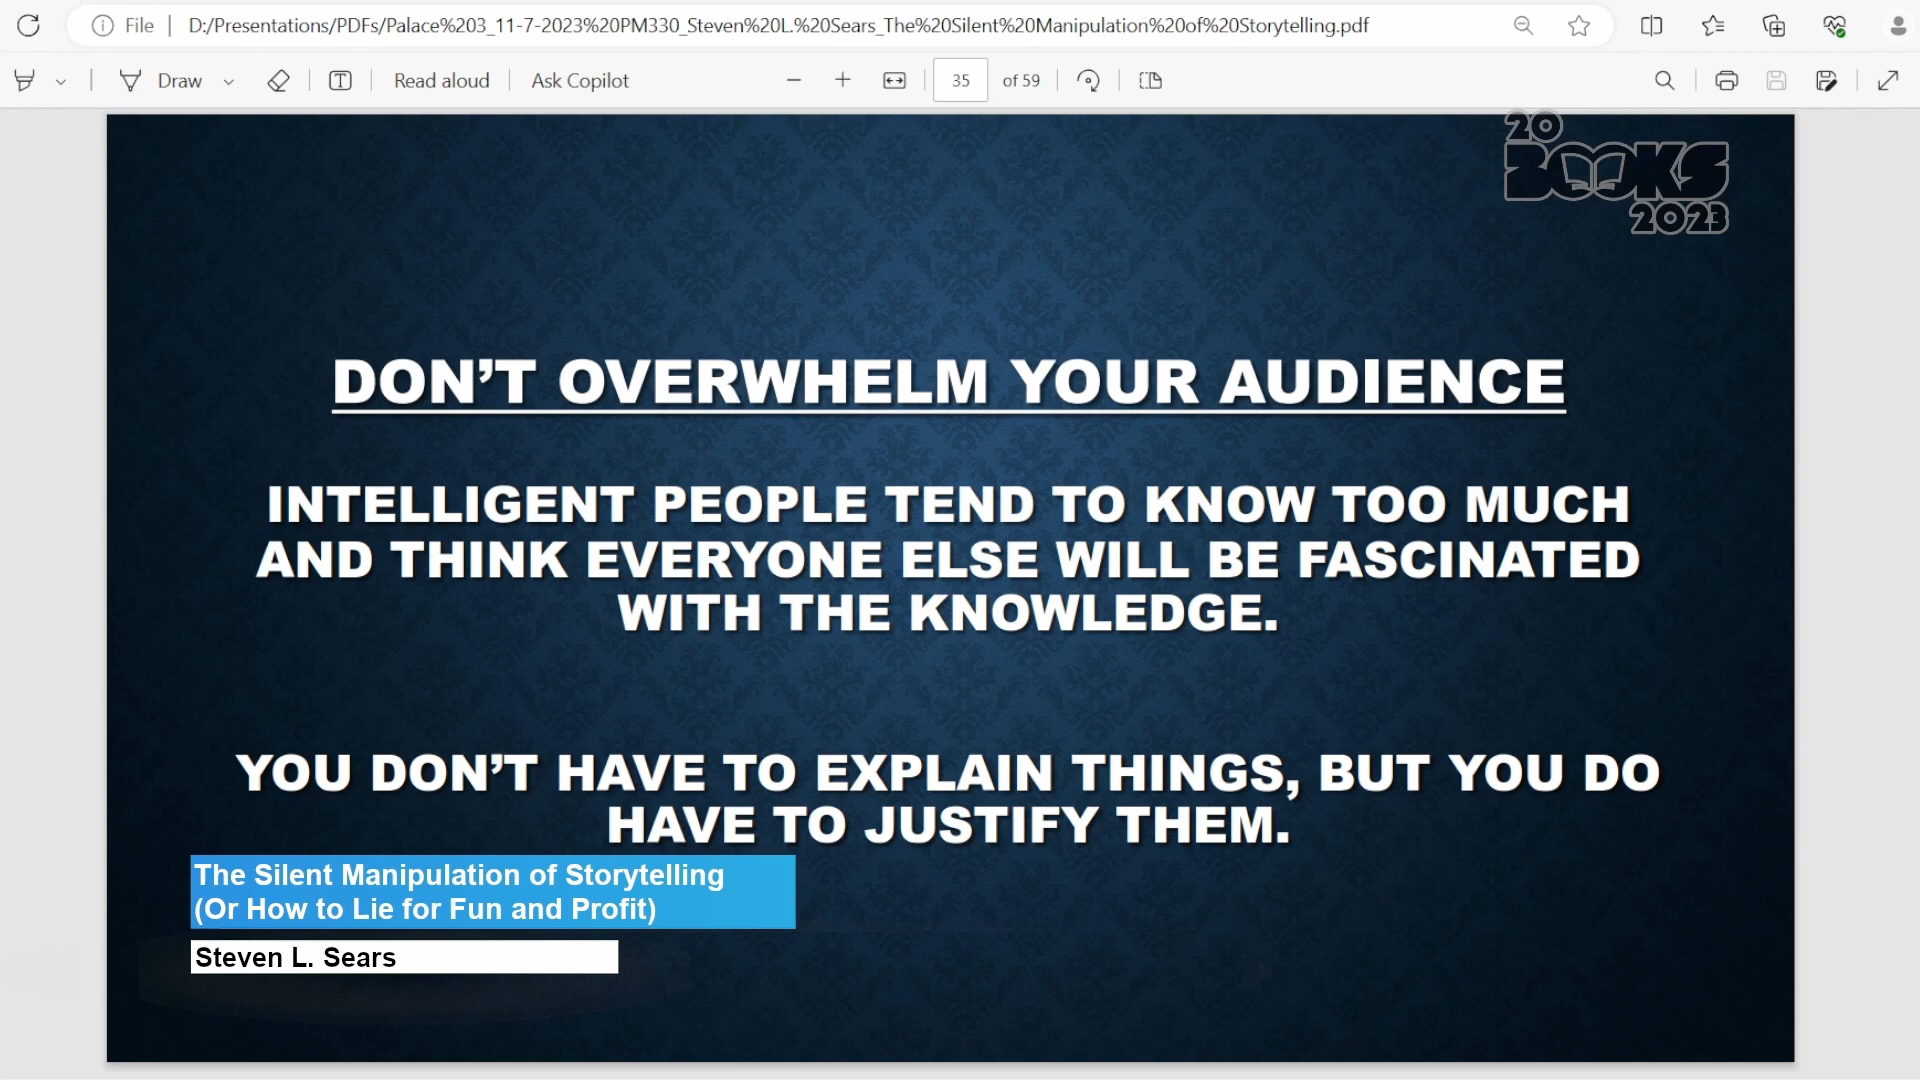 File
D:/Presentations/PDFs/Palace%203_11-7-2023%20PM330_Steven%20L.%20Sears_The%20Silent%20Manipulation%20of%20Storytelling.pdf
Draw
Read aloud
Ask Copilot
35
of 59
20
BOOKS
2023
DON’T OVERWHELM YOUR AUDIENCE
INTELLIGENT PEOPLE TEND TO KNOW TOO MUCH
AND THINK EVERYONE ELSE WILL BE FASCINATED
WITH THE KNOWLEDGE.
YOU DON’T HAVE TO EXPLAIN THINGS, BUT YOU DO
HAVE TO JUSTIFY THEM.
The Silent Manipulation of Storytelling
(Or How to Lie for Fun and Profit)
Steven L. Sears